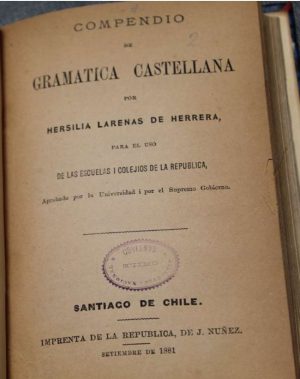 COMPENDIO
DE
GRAMATICA CASTELLANA
POR
HERSILIA LARENAS DE HERRERA,
PARA EL USO
DE LAS ESCUELAS I COLEJIOS DE LA REPUBLICA,
Aprobado por la Universidad i por el Supremo Gobierno.
SANTIAGO DE CHILE.
IMPRENTA DE LA REPUBLICA, DE J. NUÑEZ.
SETIEMBRE DE 1881